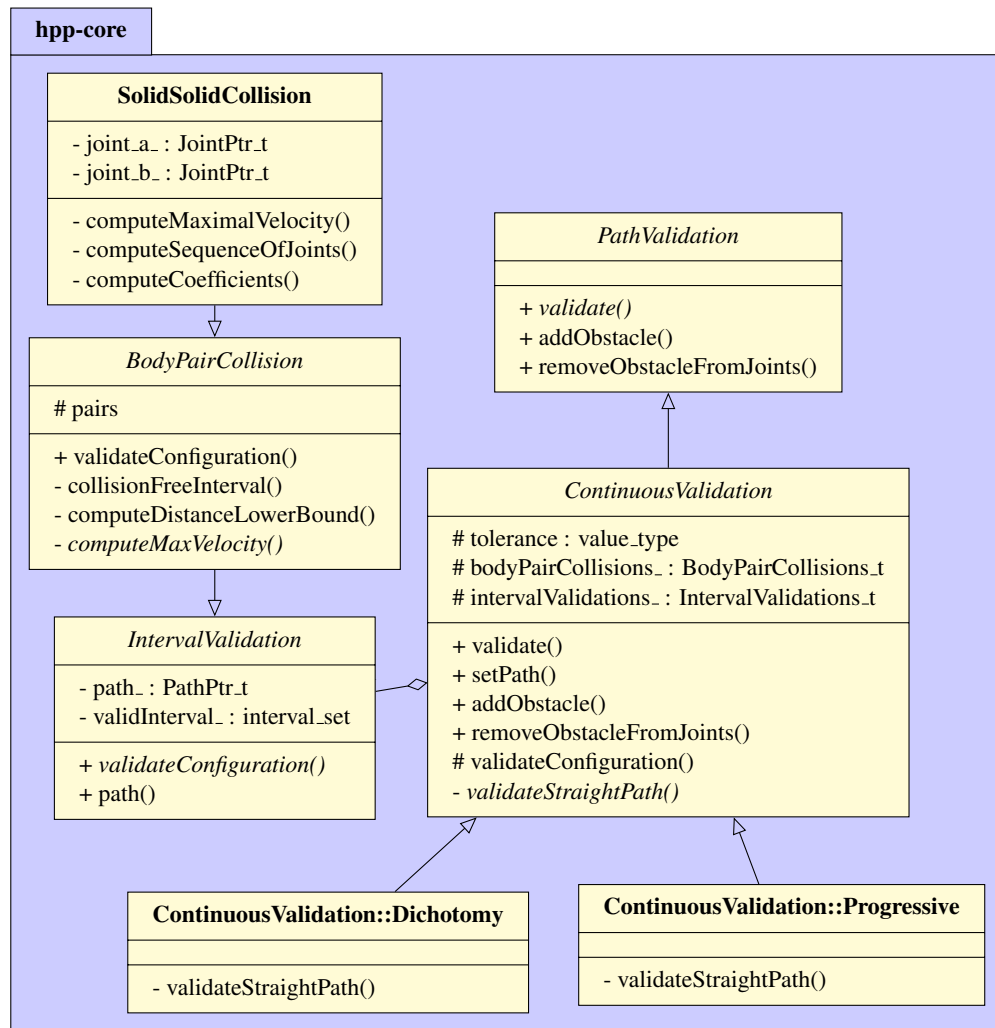 hpp-core
SolidSolidCollision
- joint_a_ : JointPtr_t
- joint_b_ : JointPtr_t
- computeMaximalVelocity()
- computeSequenceOfJoints()
- computeCoefficients()
BodyPairCollision
# pairs
+ validateConfiguration()
- collisionFreeInterval()
- computeDistanceLowerBound()
- computeMaxVelocity()
IntervalValidation
- path_ : PathPtr_t
- validInterval_ : interval_set
+ validateConfiguration()
+ path()
PathValidation
+ validate()
+ addObstacle()
+ removeObstacleFromJoints()
ContinuousValidation
# tolerance : value_type
# bodyPairCollisions_ : BodyPairCollisions_t
# intervalValidations_ : IntervalValidations_t
+ validate()
+ setPath()
+ addObstacle()
+ removeObstacleFromJoints()
# validateConfiguration()
- validateStraightPath()
ContinuousValidation::Dichotomy
- validateStraightPath()
ContinuousValidation::Progressive
- validateStraightPath()